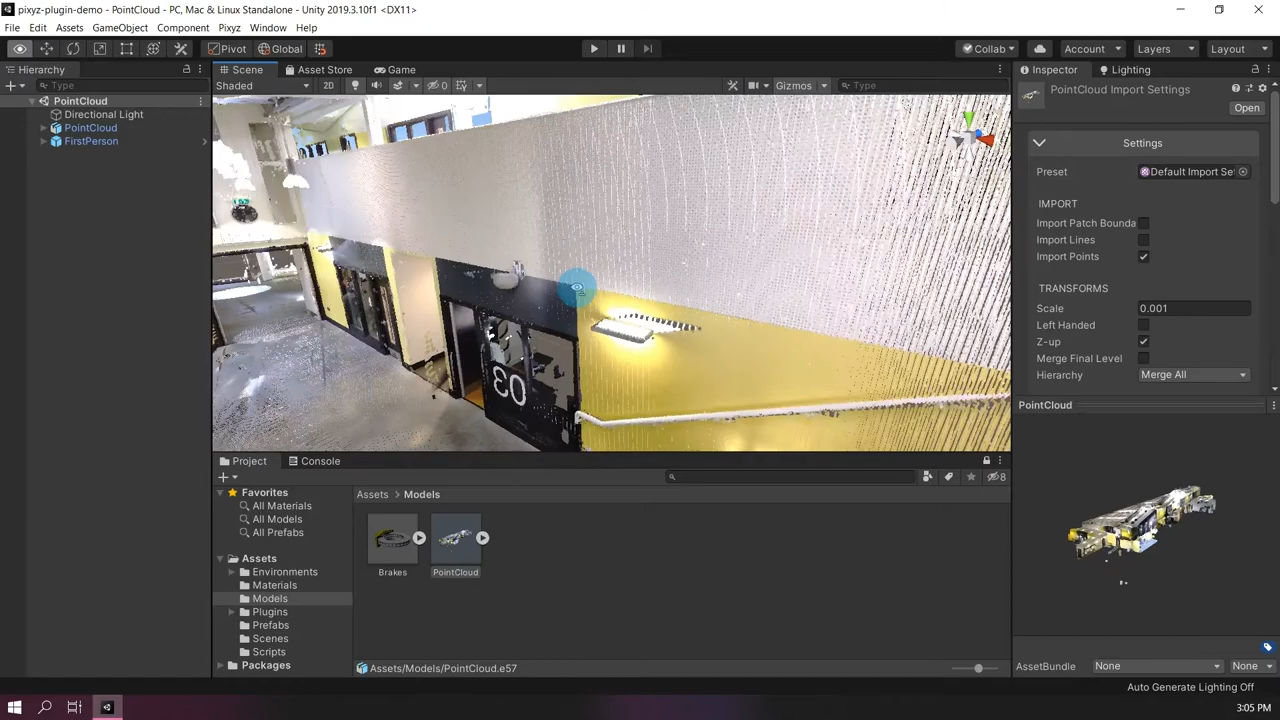 pixyz-plugin-demo - PointCloud - PC, Mac & Linux Standalone - Unity 2019.3.10f1 <DX11>
File Edit Assets GameObject Component Pixyz Window Help
Pivot Global Collab Account Layers Layout
Hierarchy
Type
PointCloud
Directional Light
PointCloud
FirstPerson
Scene Asset Store Game
Shaded 2D 0 Gizmos Type
03
Inspector Lighting
PointCloud Import Settings
Open
Settings
Preset Default Import Se
IMPORT
Import Patch Bounda
Import Lines
Import Points
TRANSFORMS
Scale 0.001
Left Handed
Z-up
Merge Final Level
Hierarchy Merge All
PointCloud
Project Console
8
Favorites
All Materials
All Models
All Prefabs
Assets
Environments
Materials
Models
Plugins
Prefabs
Scenes
Scripts
Packages
Assets > Models
Brakes PointCloud
Assets/Models/PointCloud.e57
AssetBundle None None
Auto Generate Lighting Off
3:05 PM